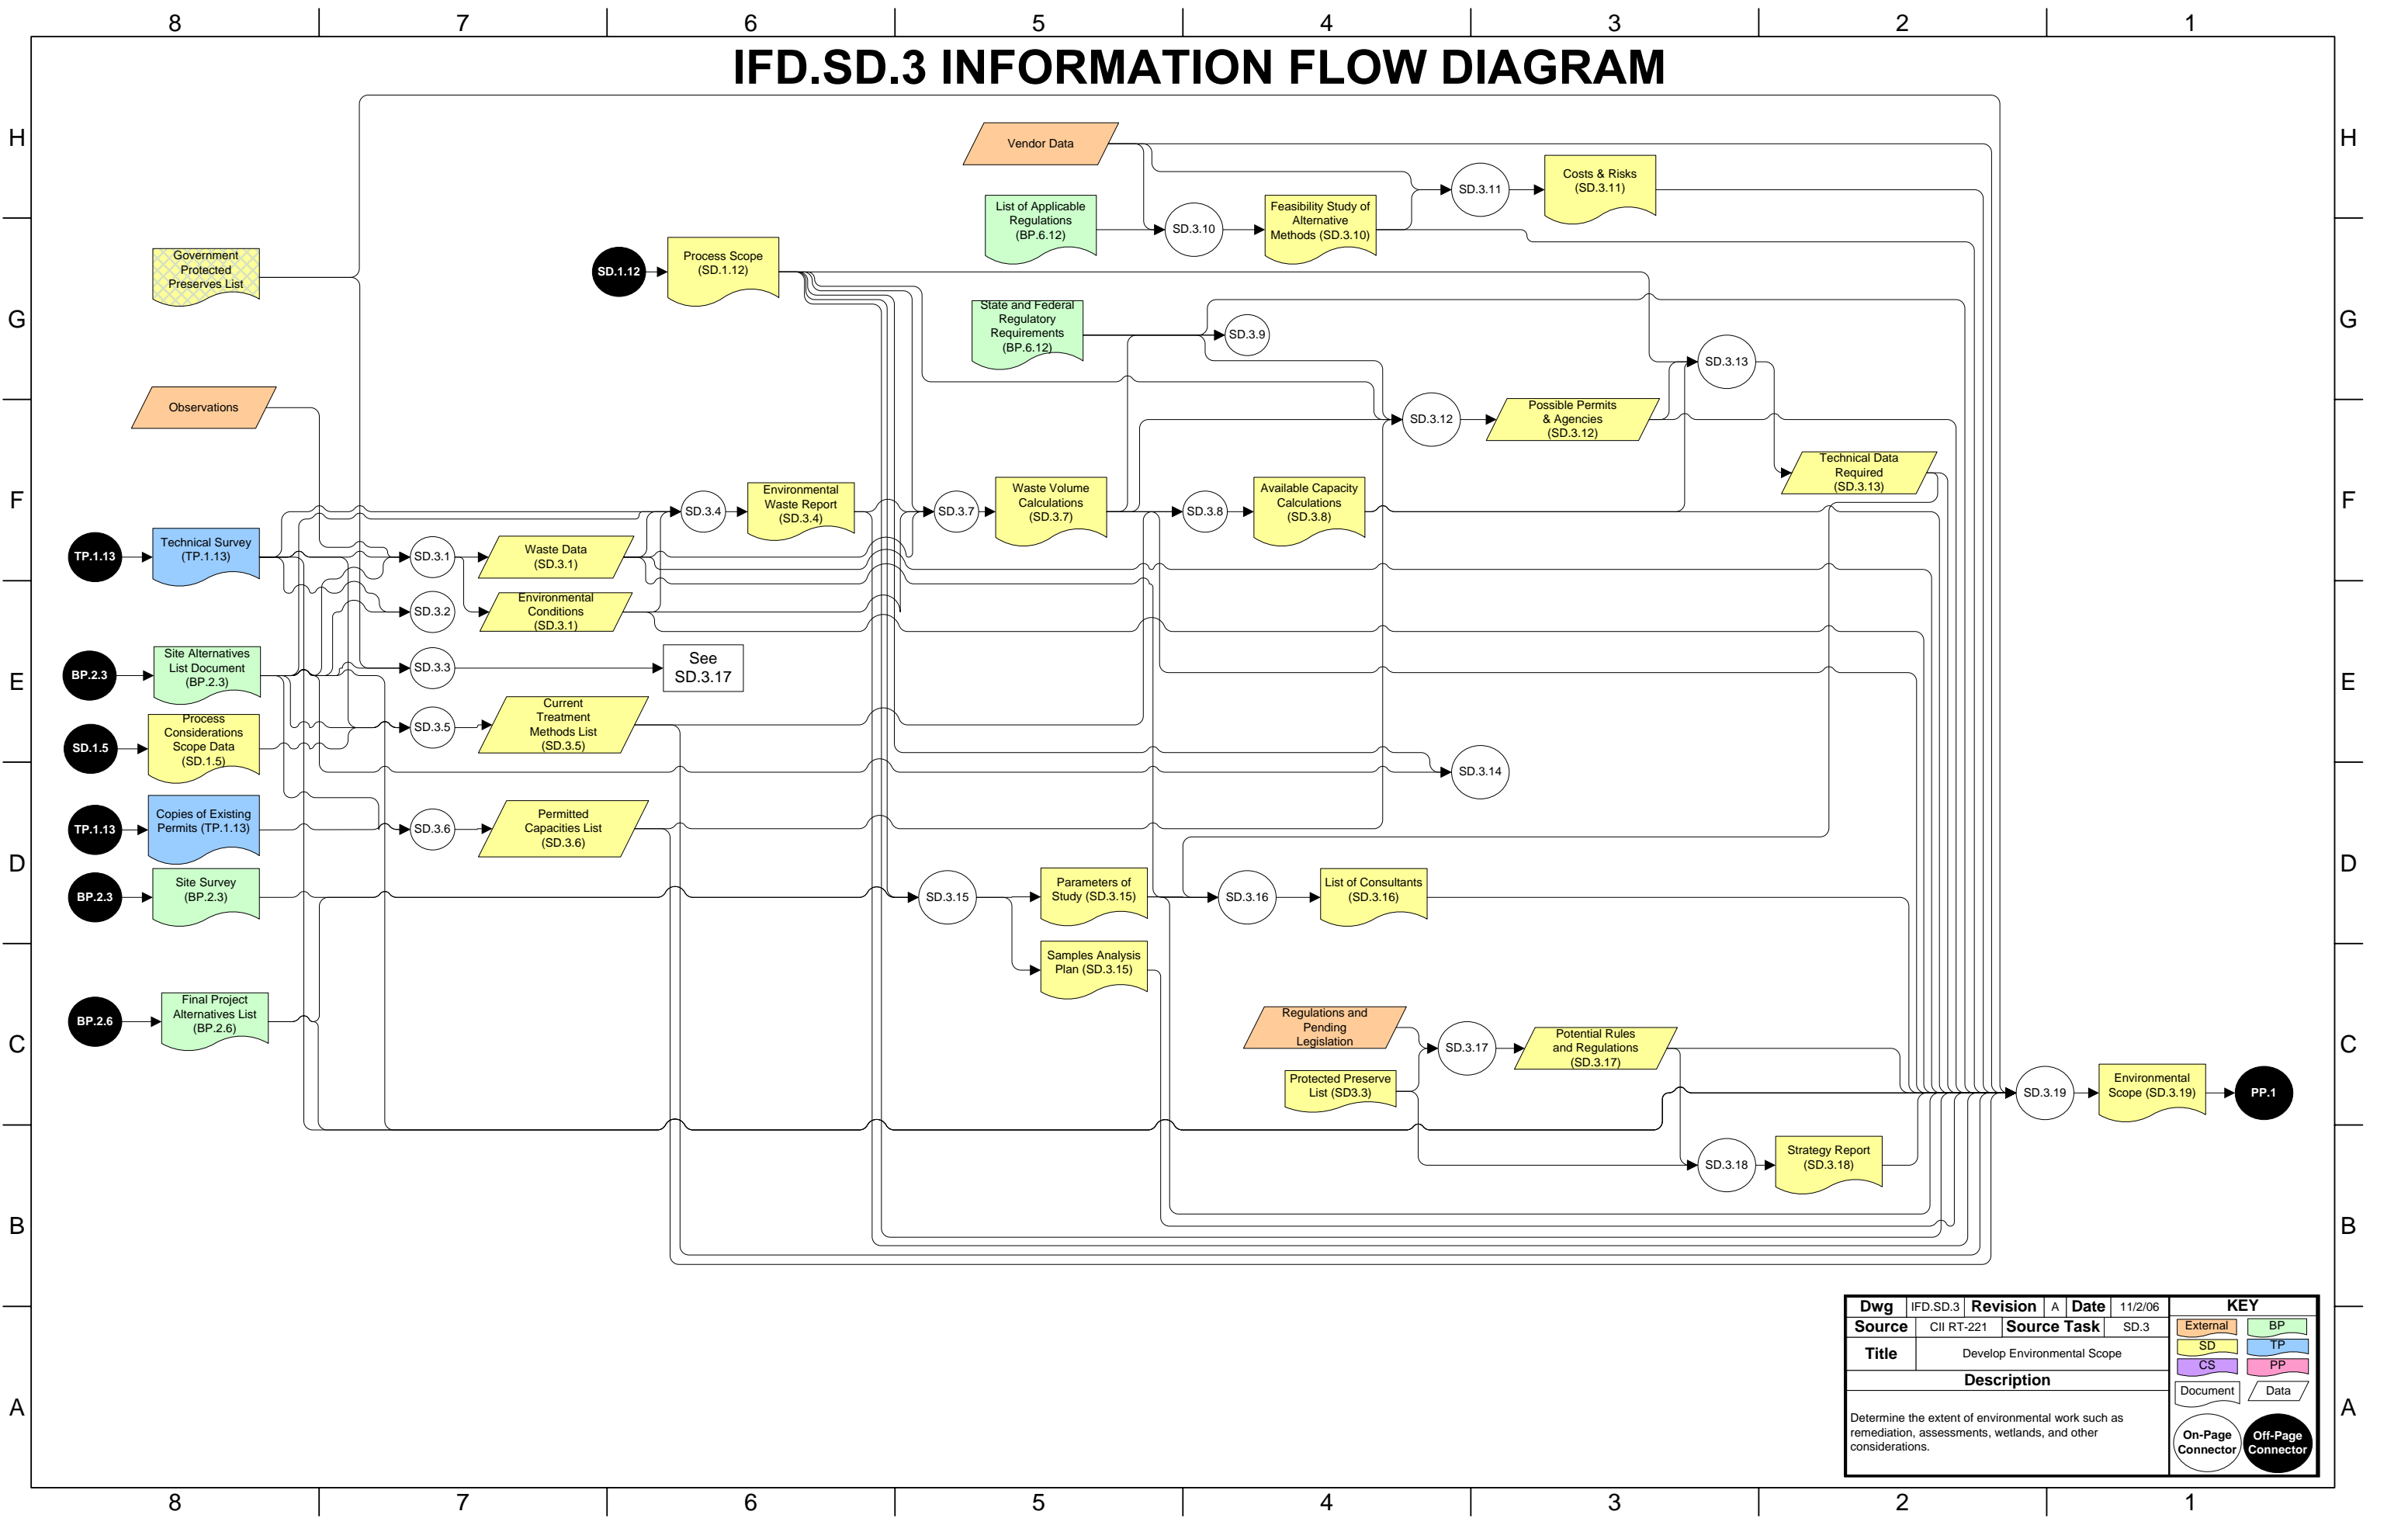 8 7 6 5 4 3 2 1
IFD.SD.3 INFORMATION FLOW DIAGRAM
H
H
Vendor Data
Costs & Risks
(SD.3.11)
SD.3.11
List of Applicable
Regulations
(BP.6.12)
SD.3.10
Feasibility Study of
Alternative
Methods (SD.3.10)
Government
Protected
Preserves List
SD.1.12
Process Scope
(SD.1.12)
G
G
State and Federal
Regulatory
Requirements
(BP.6.12)
SD.3.9
SD.3.13
Observations
SD.3.12
Possible Permits
& Agencies
(SD.3.12)
Technical Data
Required
(SD.3.13)
F
F
SD.3.4
Environmental
Waste Report
(SD.3.4)
SD.3.7
Waste Volume
Calculations
(SD.3.7)
SD.3.8
Available Capacity
Calculations
(SD.3.8)
TP.1.13
Technical Survey
(TP.1.13)
SD.3.1
Waste Data
(SD.3.1)
SD.3.2
Environmental
Conditions
(SD.3.1)
BP.2.3
Site Alternatives
List Document
(BP.2.3)
SD.3.3
See
SD.3.17
E
E
SD.1.5
Process
Considerations
Scope Data
(SD.1.5)
SD.3.5
Current
Treatment
Methods List
(SD.3.5)
SD.3.14
TP.1.13
Copies of Existing
Permits (TP.1.13)
SD.3.6
Permitted
Capacities List
(SD.3.6)
D
D
BP.2.3
Site Survey
(BP.2.3)
SD.3.15
Parameters of
Study (SD.3.15)
SD.3.16
List of Consultants
(SD.3.16)
Samples Analysis
Plan (SD.3.15)
BP.2.6
Final Project
Alternatives List
(BP.2.6)
Regulations and
Pending
Legislation
SD.3.17
Potential Rules
and Regulations
(SD.3.17)
C
C
Protected Preserve
List (SD3.3)
SD.3.19
Environmental
Scope (SD.3.19)
PP.1
SD.3.18
Strategy Report
(SD.3.18)
B
B
Dwg IFD.SD.3 Revision A Date 11/2/06
Source CII RT-221 Source Task SD.3
Title Develop Environmental Scope
Description
Determine the extent of environmental work such as
remediation, assessments, wetlands, and other
considerations.
KEY
External BP
SD TP
CS PP
Document Data
On-Page
Connector
Off-Page
Connector
A
A
8 7 6 5 4 3 2 1